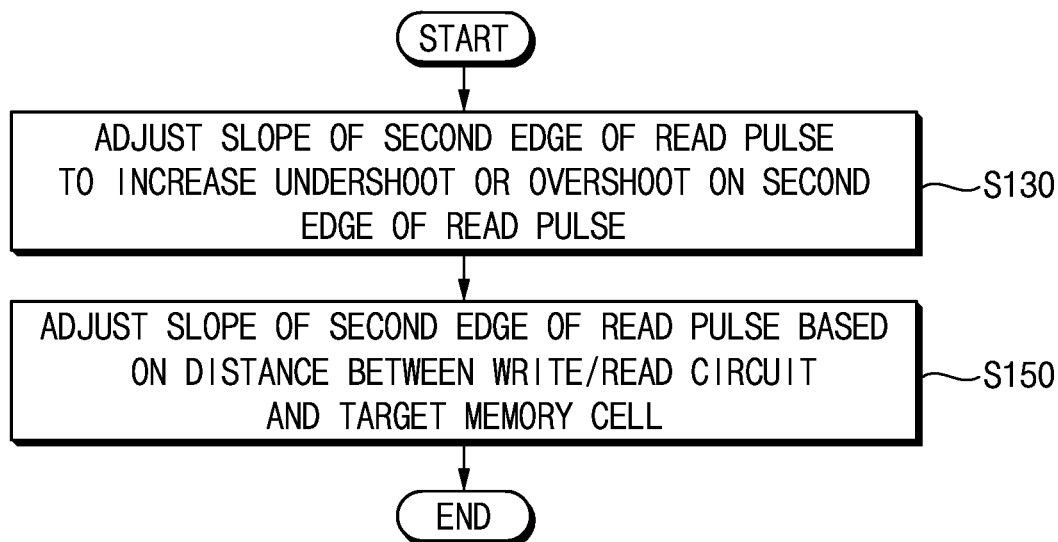 START
ADJUST SLOPE OF SECOND EDGE OF READ PULSE
TO INCREASE UNDERSHOOT OR OVERSHOOT ON SECOND
EDGE OF READ PULSE
S130
ADJUST SLOPE OF SECOND EDGE OF READ PULSE BASED
ON DISTANCE BETWEEN WRITE/READ CIRCUIT
AND TARGET MEMORY CELL
S150
END